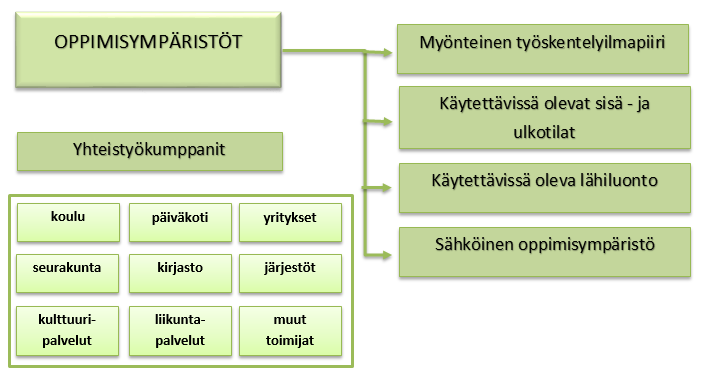 OPPIMISYMPÄRISTÖT
Myönteinen työskentelyilmapiiri
Käytettävissä olevat sisä - ja
ulkotilat
Käytettävissä oleva lähiluonto
Sähköinen oppimisympäristö
Yhteistyökumppanit
koulu
päiväkoti
yritykset
seurakunta
kirjasto
järjestöt
kulttuuri-
palvelut
liikunta-
palvelut
muut
toimijat